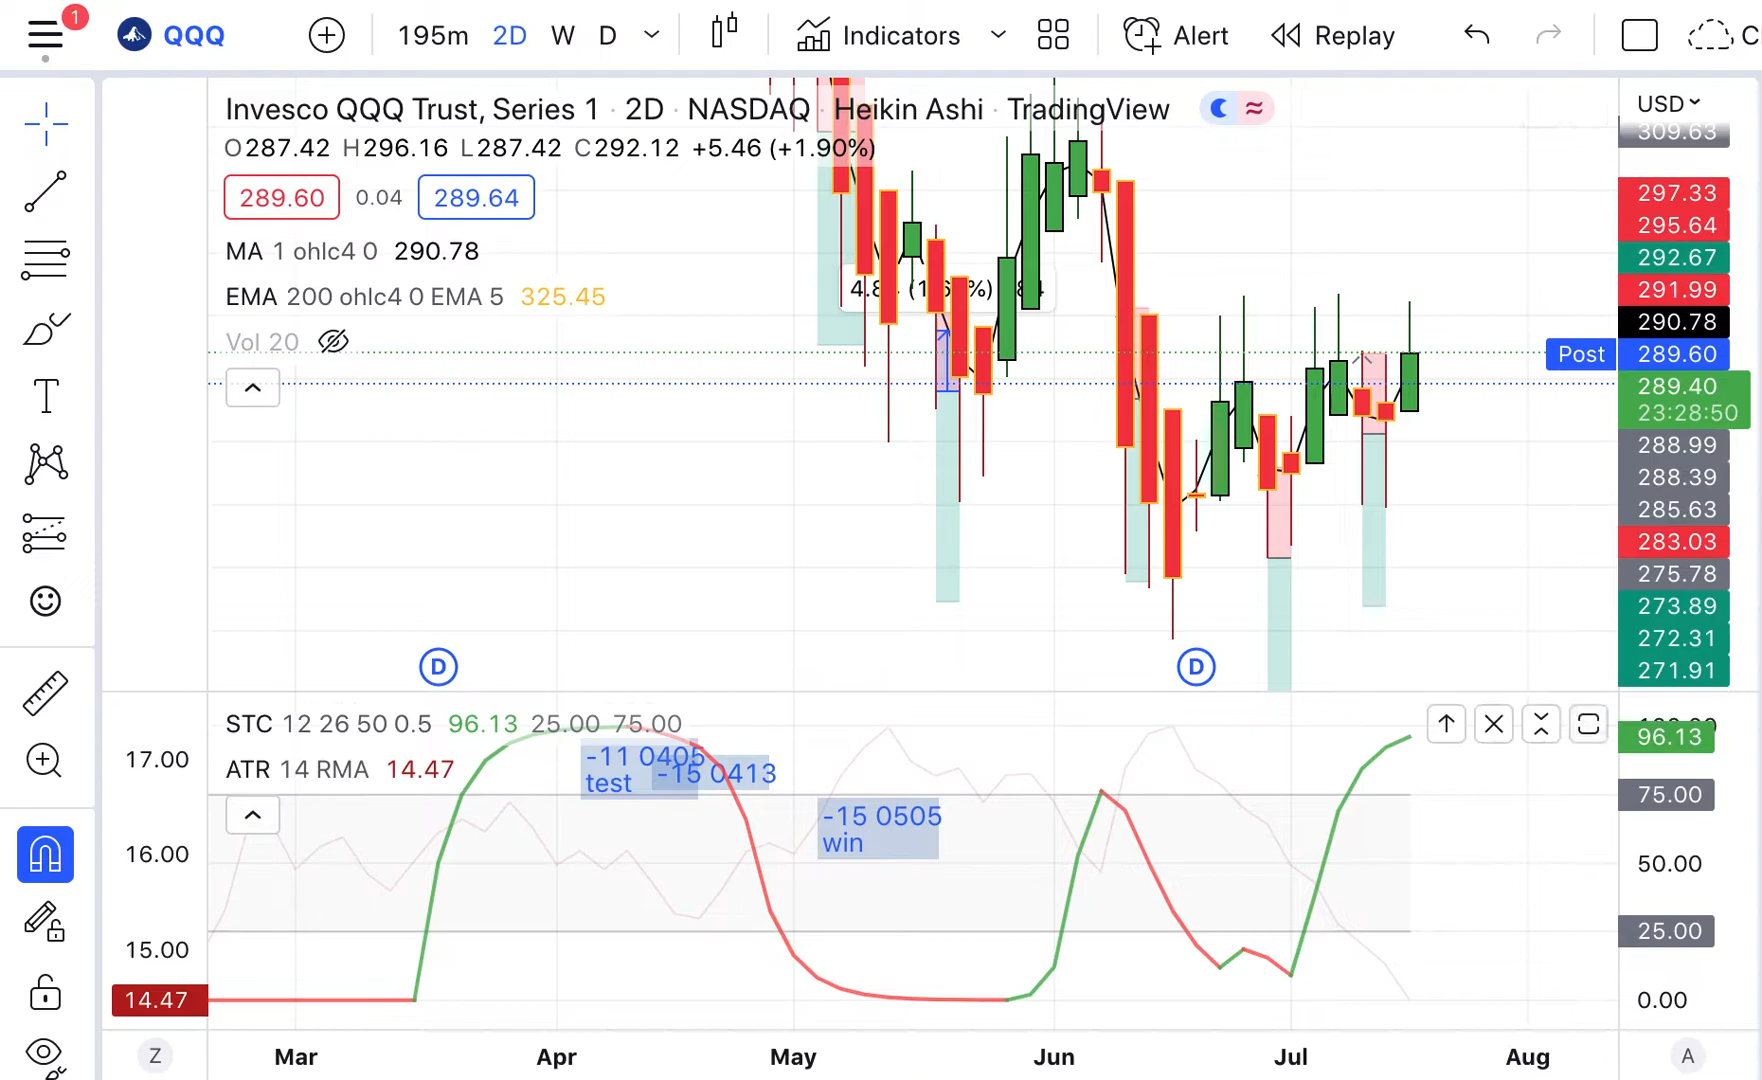 1
QQQ
195m
2D
W
D
Indicators
Alert
Replay
Invesco QQQ Trust, Series 1 · 2D · NASDAQ · Heikin Ashi · TradingView
O287.42 H296.16 L287.42 C292.12 +5.46 (+1.90%)
289.60
0.04
289.64
MA 1 ohlc4 0 290.78
EMA 200 ohlc4 0 EMA 5 325.45
Vol 20
USD
309.63
297.33
295.64
292.67
291.99
290.78
Post
289.60
289.40
23:28:50
288.99
288.39
285.63
283.03
275.78
273.89
272.31
271.91
D
D
STC 12 26 50 0.5 96.13 25.00 75.00
ATR 14 RMA 14.47
-11 0405
test
-15 0413
-15 0505
win
17.00
16.00
15.00
14.47
96.13
75.00
50.00
25.00
0.00
Z
Mar
Apr
May
Jun
Jul
Aug
A